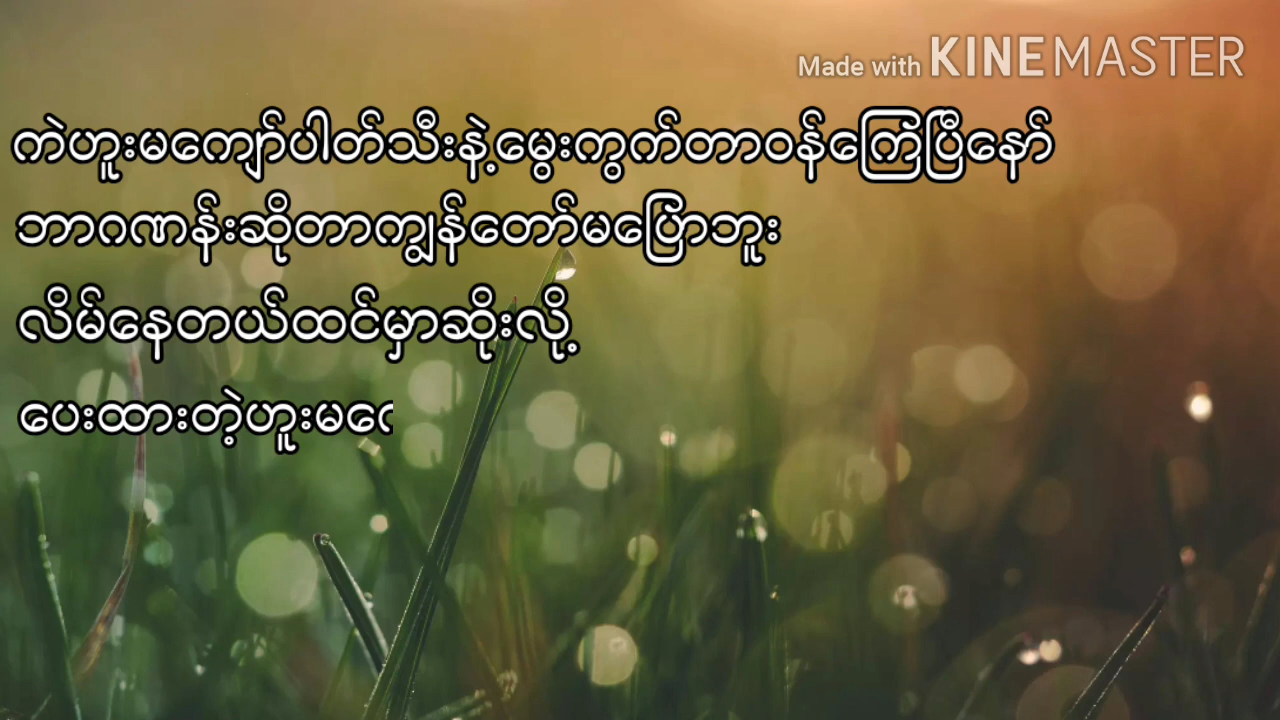 Made with KINEMASTER
ကဲဟူးမကျော်ပါတ်သီးနဲ့မွေးကွက်တာဝန်ကြေပြီနော်
ဘာဂဏန်းဆိုတာကျွန်တော်မပြောဘူး
လိမ်နေတယ်ထင်မှာဆိုးလို့
ပေးထားတဲ့ဟူးမကေ